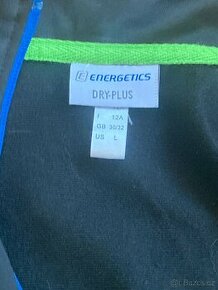 ENERGETICS
DRY-PLUS
I 12A
GB 30/32
US L